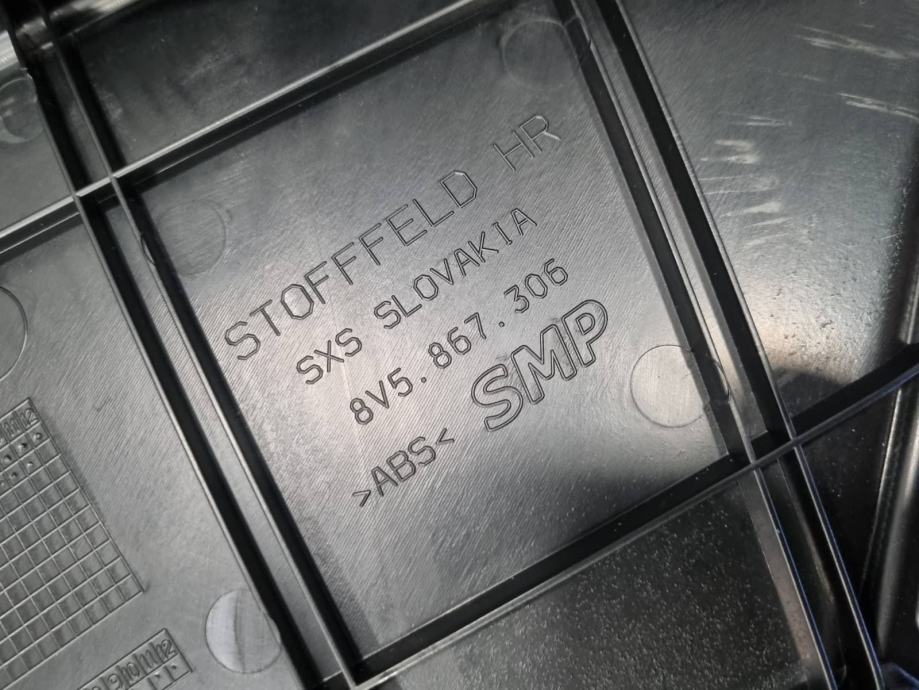 STOFFFELD HR
SXS SLOVAKIA
8V5.867.306
>ABS< SMP